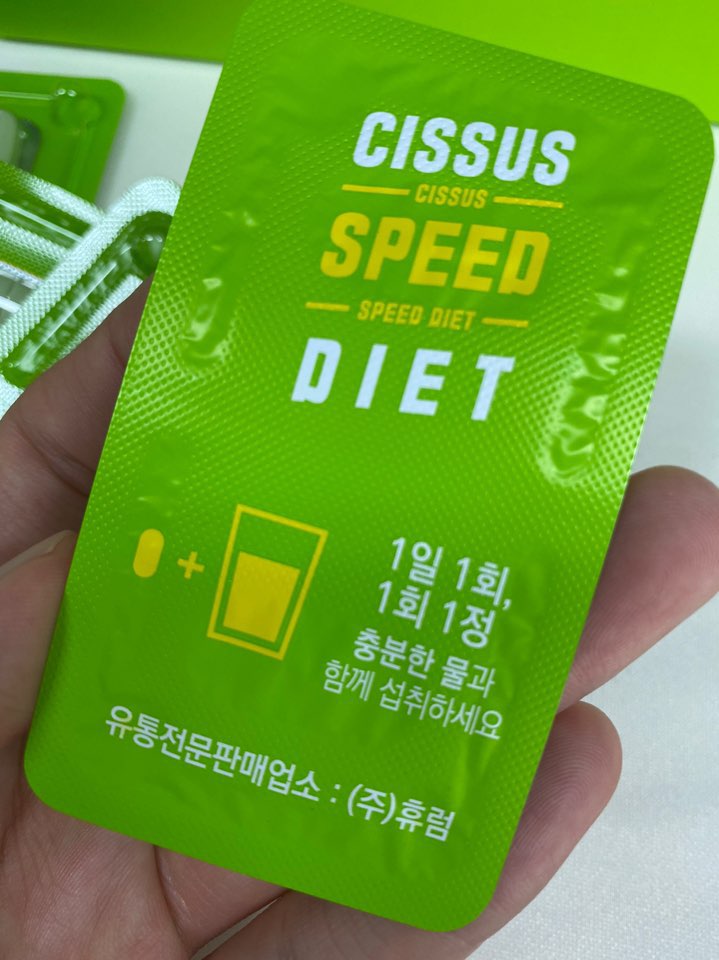 CISSUS
CISSUS
SPEED
SPEED DIET
DIET
1일 1회,
1회 1정
충분한 물과
함께 섭취하세요
유통전문판매업소 : (주)휴럼